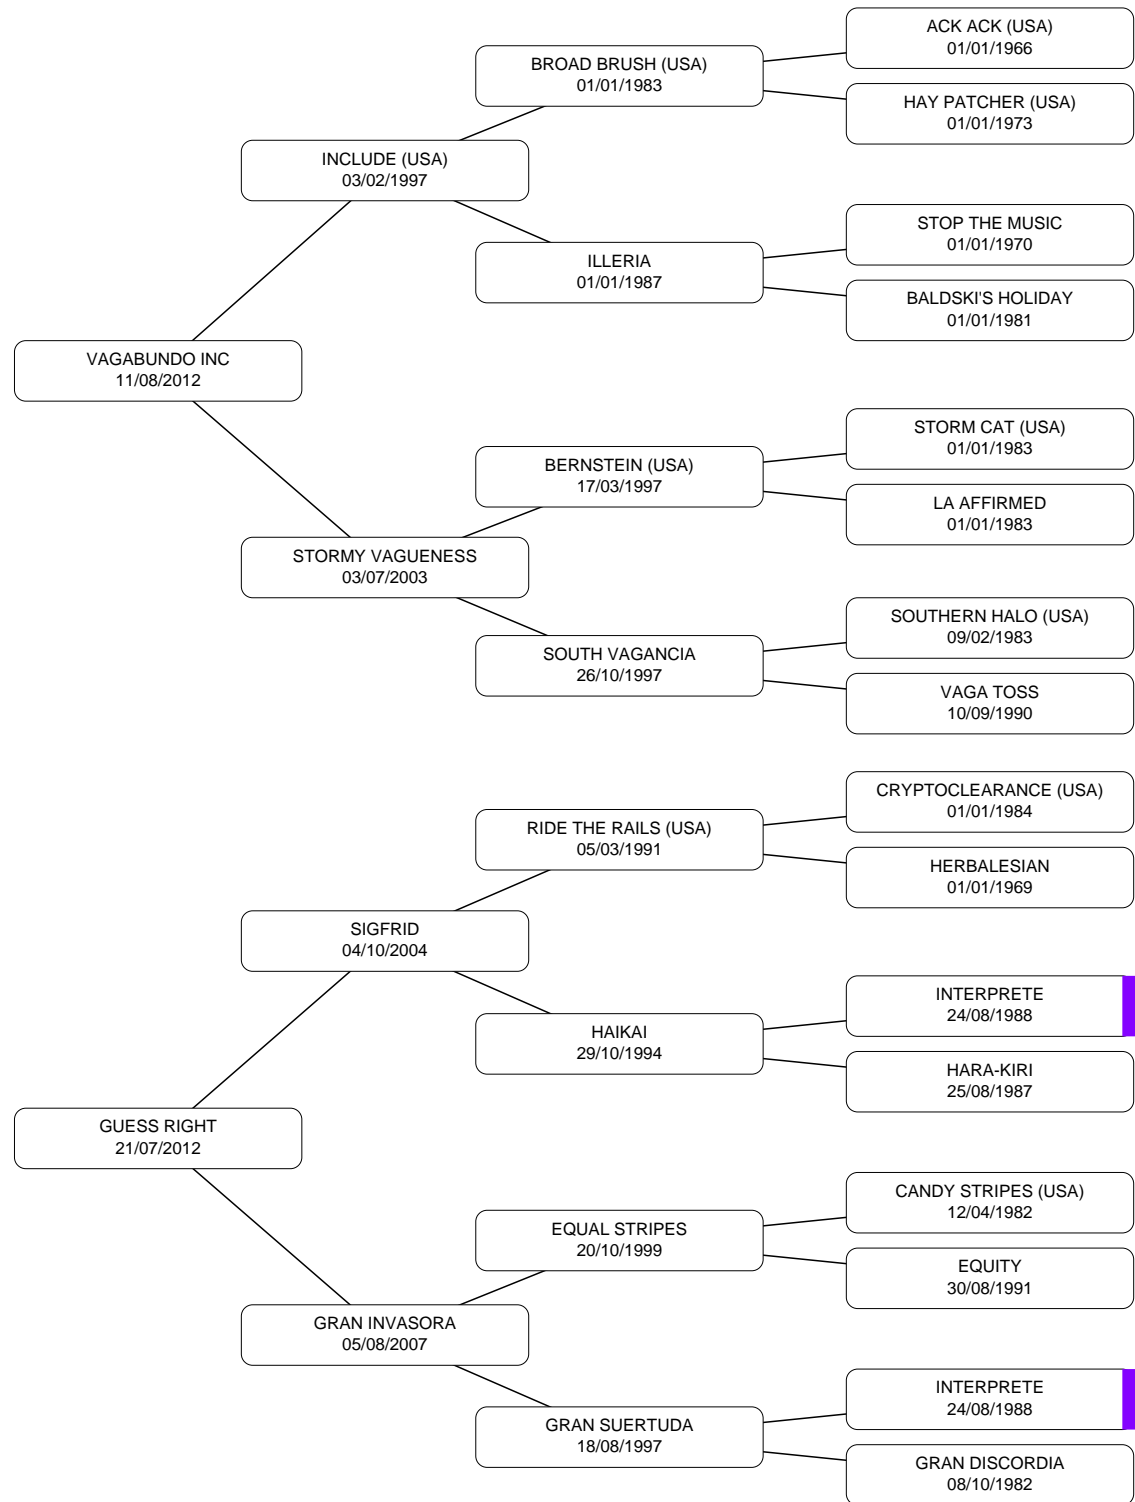 ACK ACK (USA)
01/01/1966
BROAD BRUSH (USA)
01/01/1983
HAY PATCHER (USA)
01/01/1973
INCLUDE (USA)
03/02/1997
STOP THE MUSIC
01/01/1970
ILLERIA
01/01/1987
BALDSKI'S HOLIDAY
01/01/1981
VAGABUNDO INC
11/08/2012
STORM CAT (USA)
01/01/1983
BERNSTEIN (USA)
17/03/1997
LA AFFIRMED
01/01/1983
STORMY VAGUENESS
03/07/2003
SOUTHERN HALO (USA)
09/02/1983
SOUTH VAGANCIA
26/10/1997
VAGA TOSS
10/09/1990
CRYPTOCLEARANCE (USA)
01/01/1984
RIDE THE RAILS (USA)
05/03/1991
HERBALESIAN
01/01/1969
SIGFRID
04/10/2004
INTERPRETE
24/08/1988
HAIKAI
29/10/1994
HARA-KIRI
25/08/1987
GUESS RIGHT
21/07/2012
CANDY STRIPES (USA)
12/04/1982
EQUAL STRIPES
20/10/1999
EQUITY
30/08/1991
GRAN INVASORA
05/08/2007
INTERPRETE
24/08/1988
GRAN SUERTUDA
18/08/1997
GRAN DISCORDIA
08/10/1982